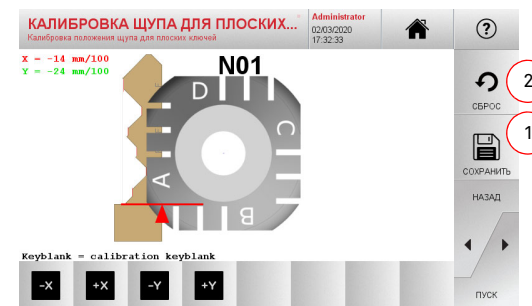 КАЛИБРОВКА ЩУПА ДЛЯ ПЛОСКИХ...
Калибровка положения щупа для плоских ключей
Administrator
02/03/2020
17:32:33
?
X = -14 mm/100
Y = -24 mm/100
N01
D
C
A
B
2
СБРОС
1
СОХРАНИТЬ
НАЗАД
ПУСК
Keyblank = calibration keyblank
-X +X -Y +Y